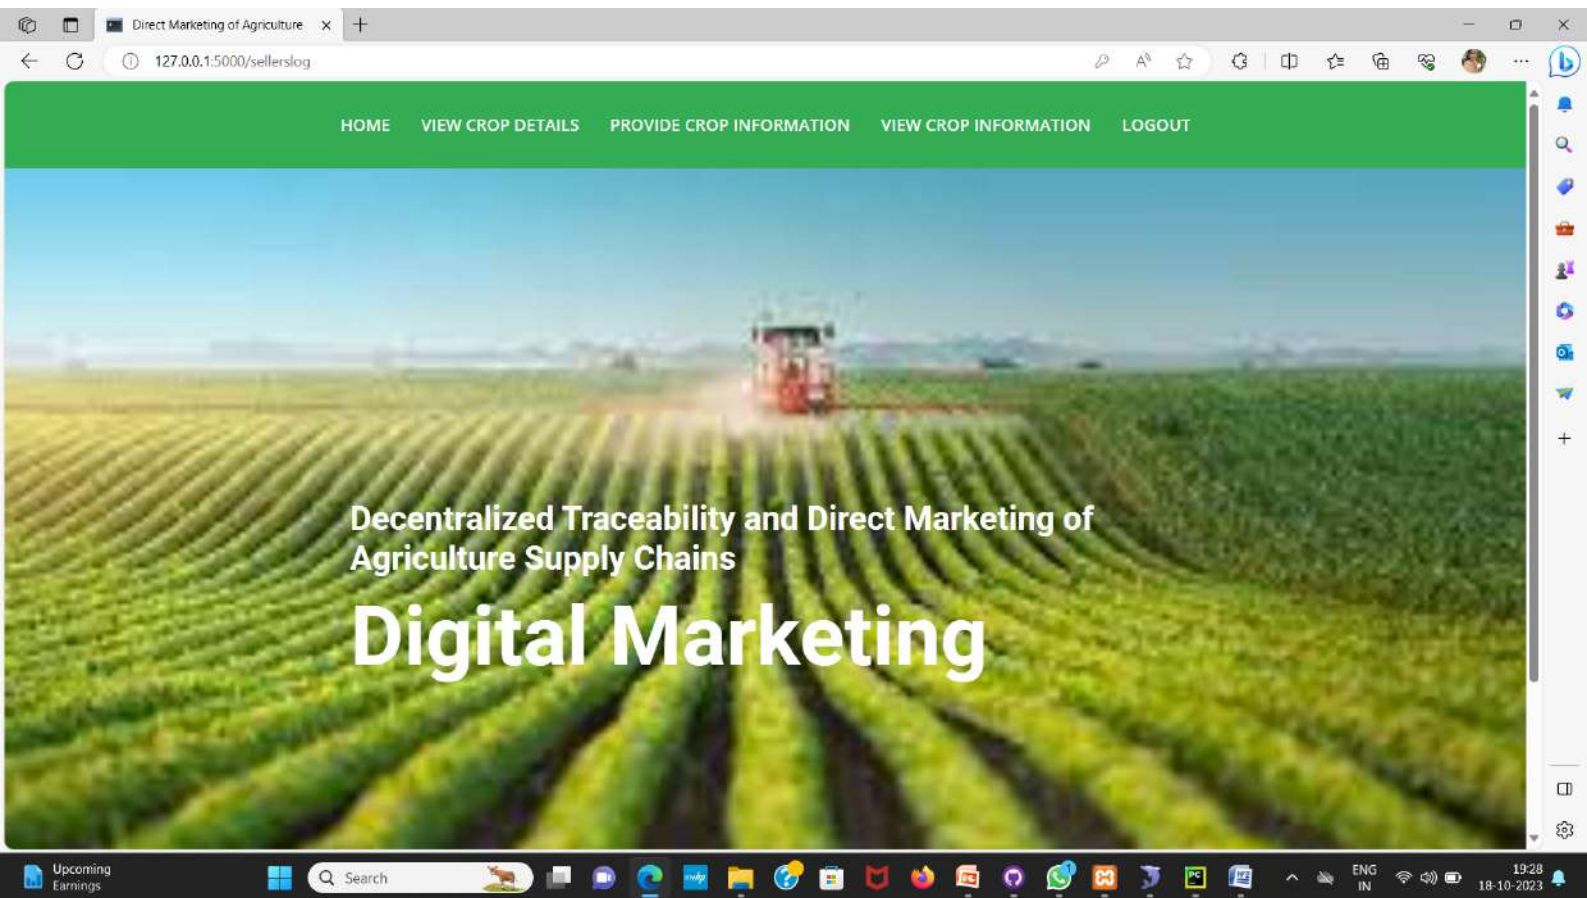 Direct Marketing of Agriculture
127.0.0.1:5000/sellerslog
HOME VIEW CROP DETAILS PROVIDE CROP INFORMATION VIEW CROP INFORMATION LOGOUT
Decentralized Traceability and Direct Marketing of
Agriculture Supply Chains
Digital Marketing
Upcoming
Earnings
Search
ENG
IN
19:28
18-10-2023